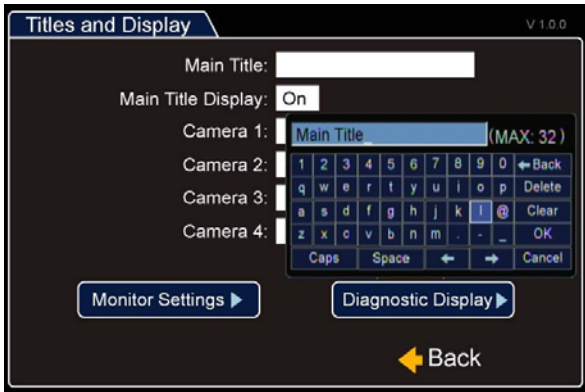 Titles and Display
V 1.0.0
Main Title:
Main Title Display: On
Camera 1:
Camera 2:
Camera 3:
Camera 4:
Main Title_ (MAX: 32)
1 2 3 4 5 6 7 8 9 0 ←Back
q w e r t y u i o p Delete
a s d f g h j k l @ Clear
z x c v b n m . - _ OK
Caps Space ← → Cancel
Monitor Settings ▶
Diagnostic Display ▶
Back